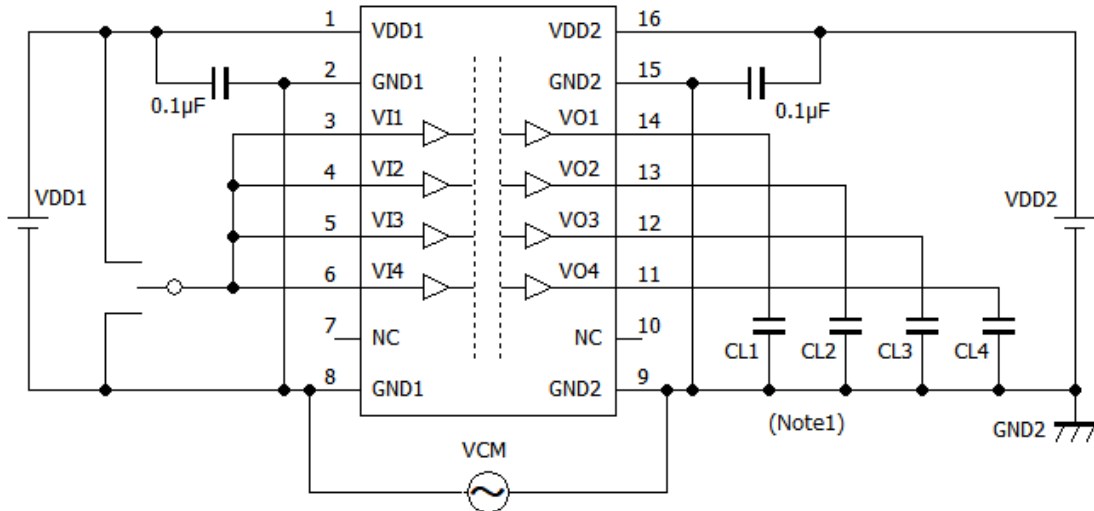 1 VDD1 VDD2 16
2 GND1 GND2 15
0.1µF 0.1µF
3 VI1 VO1 14
4 VI2 VO2 13
VDD1 VDD2
5 VI3 VO3 12
6 VI4 VO4 11
7 NC NC 10
CL1 CL2 CL3 CL4
8 GND1 GND2 9
(Note1) GND2
VCM